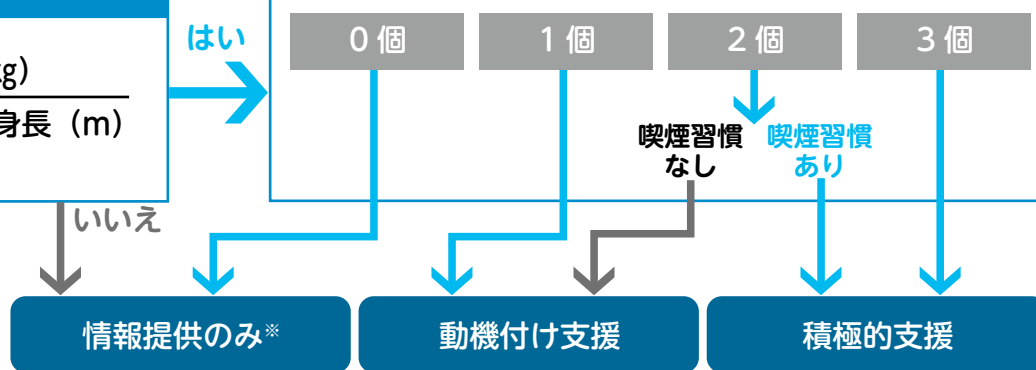 はい
0 個
1 個
2 個
3 個
kg)
身長（m）
喫煙習慣
なし
喫煙習慣
あり
いいえ
情報提供のみ※
動機付け支援
積極的支援